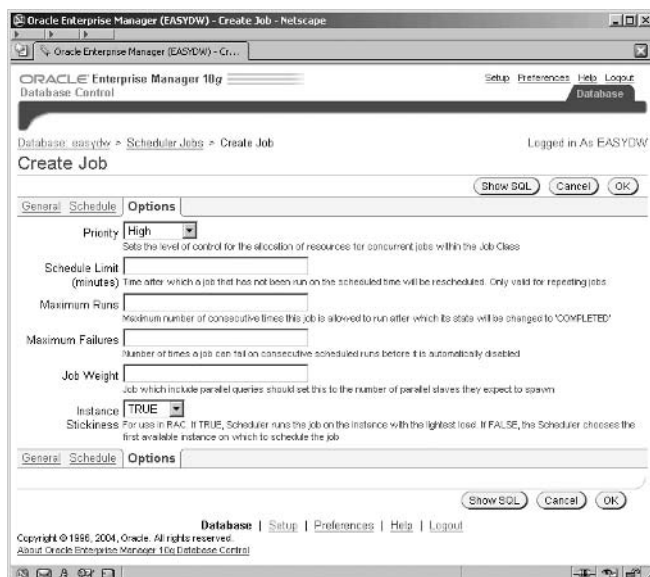 Oracle Enterprise Manager (EASYDW) - Create Job - Netscape
Oracle Enterprise Manager (EASYDW) - Cr...
ORACLE Enterprise Manager 10g
Database Control
Setup Preferences Help Logout
Database
Database: easydw > Scheduler Jobs > Create Job
Logged in As EASYDW
Create Job
Show SQL Cancel OK
General Schedule Options
Priority High
Sets the level of control for the allocation of resources for concurrent jobs within the Job Class
Schedule Limit
(minutes) Time after which a job that has not been run on the scheduled time will be rescheduled. Only valid for repeating jobs
Maximum Runs
Maximum number of consecutive times this job is allowed to run after which its state will be changed to 'COMPLETED'
Maximum Failures
Number of times a job can fail on consecutive scheduled runs before it is automatically disabled
Job Weight
Job which include parallel queries should set this to the number of parallel slaves they expect to spawn
Instance TRUE
Stickiness For use in RAC. If TRUE, Scheduler runs the job on the instance with the lightest load. If FALSE, the Scheduler chooses the
first available instance on which to schedule the job
General Schedule Options
Show SQL Cancel OK
Database | Setup | Preferences | Help | Logout
Copyright © 1996, 2004, Oracle. All rights reserved.
About Oracle Enterprise Manager 10g Database Control